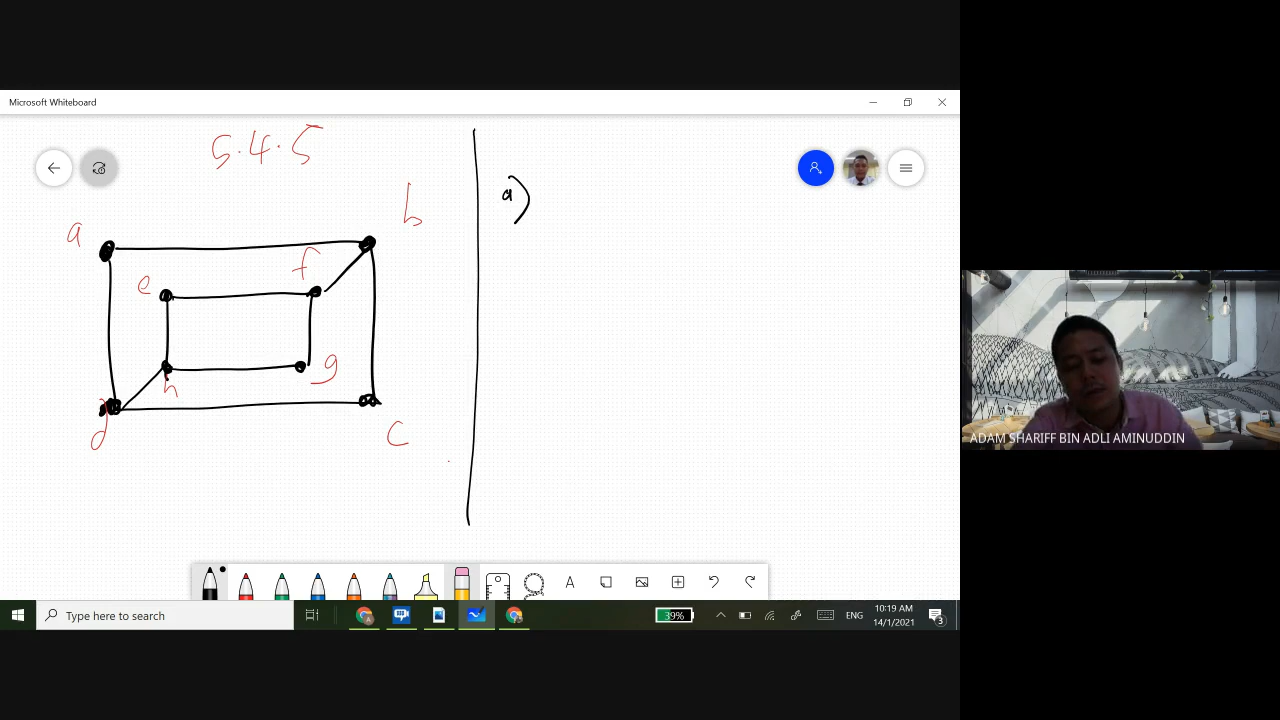 Microsoft Whiteboard
5.4.5
a)
a
b
e
f
h
g
d
c
ADAM SHARIFF BIN ADLI AMINUDDIN
A
Type here to search
39%
ENG
10:19 AM
14/1/2021
3